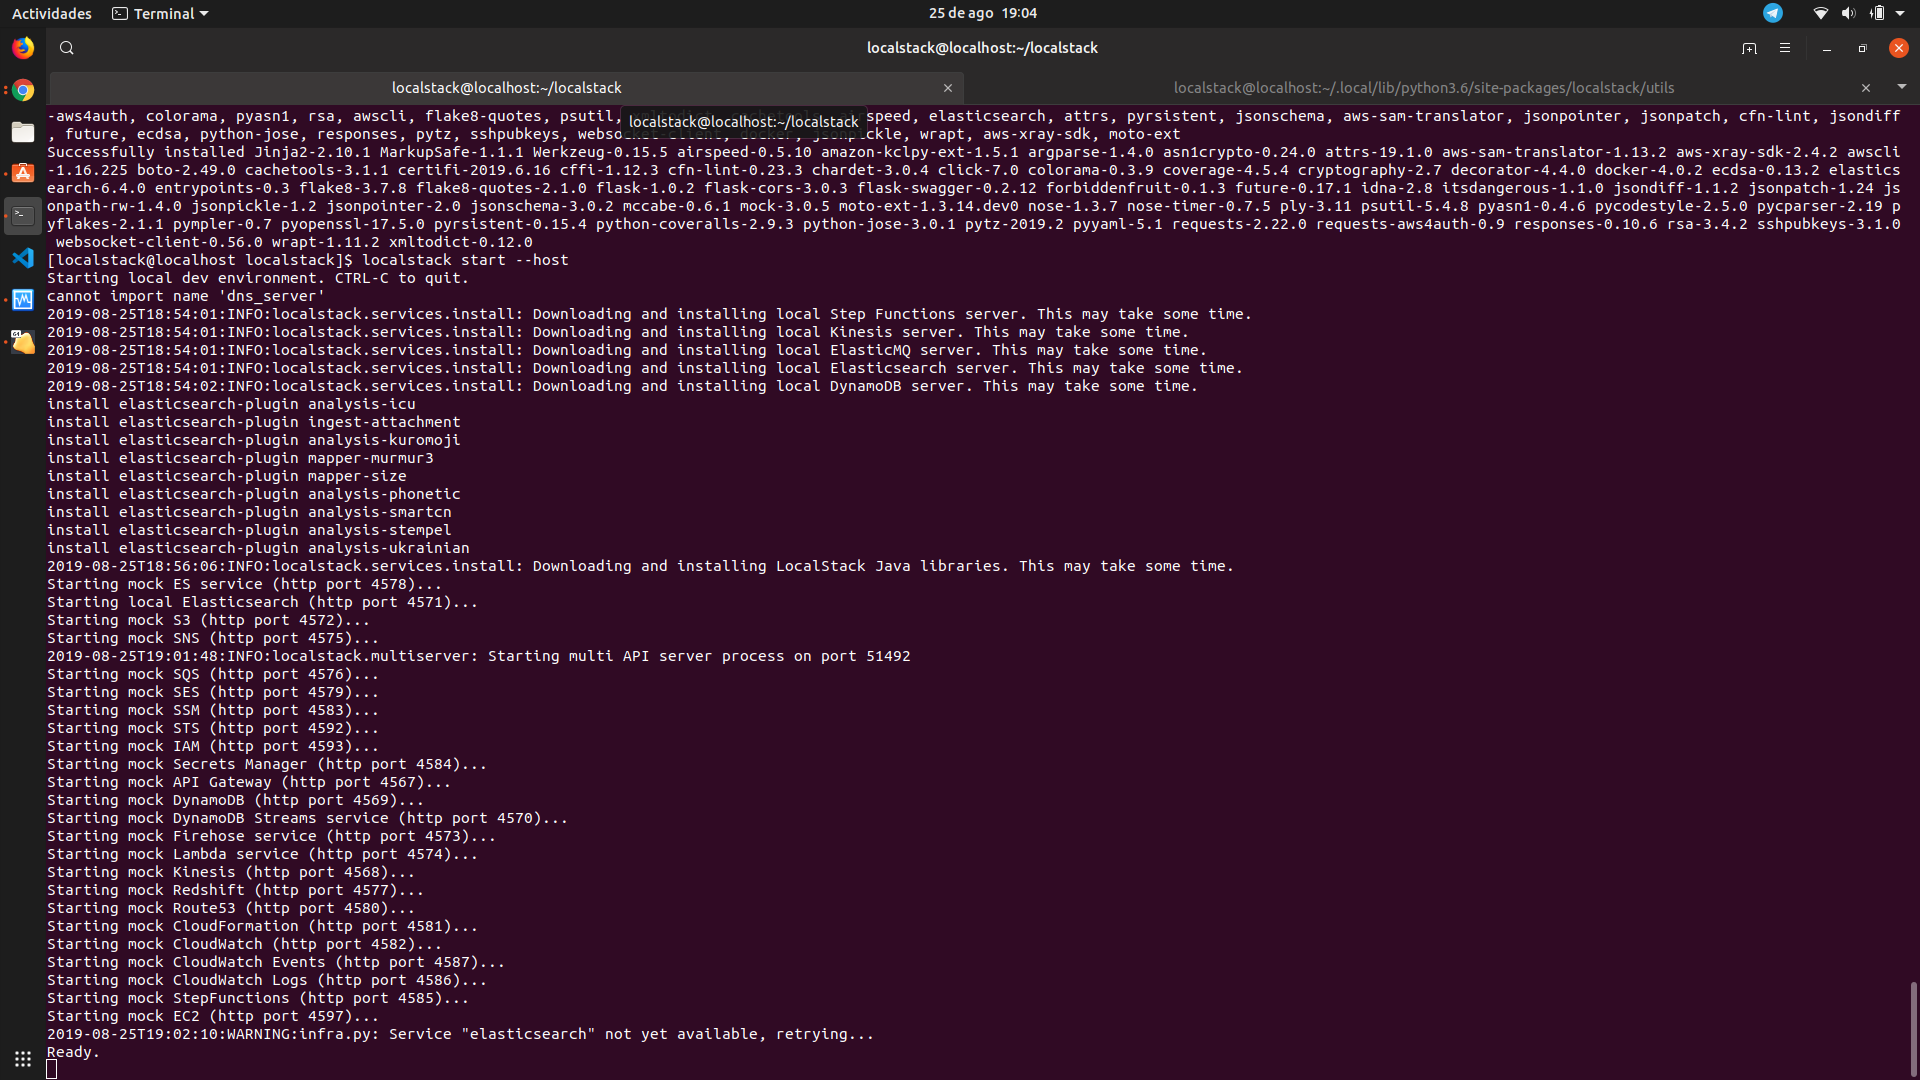 Actividades Terminal 25 de ago 19:04
localstack@localhost:~/localstack
localstack@localhost:~/localstack localstack@localhost:~/.local/lib/python3.6/site-packages/localstack/utils
localstack@localhost:~/localstack
-aws4auth, colorama, pyasn1, rsa, awscli, flake8-quotes, psutil, speed, elasticsearch, attrs, pyrsistent, jsonschema, aws-sam-translator, jsonpointer, jsonpatch, cfn-lint, jsondiff
, future, ecdsa, python-jose, responses, pytz, sshpubkeys, websocket-client, docker, jsonpickle, wrapt, aws-xray-sdk, moto-ext
Successfully installed Jinja2-2.10.1 MarkupSafe-1.1.1 Werkzeug-0.15.5 airspeed-0.5.10 amazon-kclpy-ext-1.5.1 argparse-1.4.0 asn1crypto-0.24.0 attrs-19.1.0 aws-sam-translator-1.13.2 aws-xray-sdk-2.4.2 awscli
-1.16.225 boto-2.49.0 cachetools-3.1.1 certifi-2019.6.16 cffi-1.12.3 cfn-lint-0.23.3 chardet-3.0.4 click-7.0 colorama-0.3.9 coverage-4.5.4 cryptography-2.7 decorator-4.4.0 docker-4.0.2 ecdsa-0.13.2 elastics
earch-6.4.0 entrypoints-0.3 flake8-3.7.8 flake8-quotes-2.1.0 flask-1.0.2 flask-cors-3.0.3 flask-swagger-0.2.12 forbiddenfruit-0.1.3 future-0.17.1 idna-2.8 itsdangerous-1.1.0 jsondiff-1.1.2 jsonpatch-1.24 js
onpath-rw-1.4.0 jsonpickle-1.2 jsonpointer-2.0 jsonschema-3.0.2 mccabe-0.6.1 mock-3.0.5 moto-ext-1.3.14.dev0 nose-1.3.7 nose-timer-0.7.5 ply-3.11 psutil-5.4.8 pyasn1-0.4.6 pycodestyle-2.5.0 pycparser-2.19 p
yflakes-2.1.1 pympler-0.7 pyopenssl-17.5.0 pyrsistent-0.15.4 python-coveralls-2.9.3 python-jose-3.0.1 pytz-2019.2 pyyaml-5.1 requests-2.22.0 requests-aws4auth-0.9 responses-0.10.6 rsa-3.4.2 sshpubkeys-3.1.0
websocket-client-0.56.0 wrapt-1.11.2 xmltodict-0.12.0
[localstack@localhost localstack]$ localstack start --host
Starting local dev environment. CTRL-C to quit.
cannot import name 'dns_server'
2019-08-25T18:54:01:INFO:localstack.services.install: Downloading and installing local Step Functions server. This may take some time.
2019-08-25T18:54:01:INFO:localstack.services.install: Downloading and installing local Kinesis server. This may take some time.
2019-08-25T18:54:01:INFO:localstack.services.install: Downloading and installing local ElasticMQ server. This may take some time.
2019-08-25T18:54:01:INFO:localstack.services.install: Downloading and installing local Elasticsearch server. This may take some time.
2019-08-25T18:54:02:INFO:localstack.services.install: Downloading and installing local DynamoDB server. This may take some time.
install elasticsearch-plugin analysis-icu
install elasticsearch-plugin ingest-attachment
install elasticsearch-plugin analysis-kuromoji
install elasticsearch-plugin mapper-murmur3
install elasticsearch-plugin mapper-size
install elasticsearch-plugin analysis-phonetic
install elasticsearch-plugin analysis-smartcn
install elasticsearch-plugin analysis-stempel
install elasticsearch-plugin analysis-ukrainian
2019-08-25T18:56:06:INFO:localstack.services.install: Downloading and installing LocalStack Java libraries. This may take some time.
Starting mock ES service (http port 4578)...
Starting local Elasticsearch (http port 4571)...
Starting mock S3 (http port 4572)...
Starting mock SNS (http port 4575)...
2019-08-25T19:01:48:INFO:localstack.multiserver: Starting multi API server process on port 51492
Starting mock SQS (http port 4576)...
Starting mock SES (http port 4579)...
Starting mock SSM (http port 4583)...
Starting mock STS (http port 4592)...
Starting mock IAM (http port 4593)...
Starting mock Secrets Manager (http port 4584)...
Starting mock API Gateway (http port 4567)...
Starting mock DynamoDB (http port 4569)...
Starting mock DynamoDB Streams service (http port 4570)...
Starting mock Firehose service (http port 4573)...
Starting mock Lambda service (http port 4574)...
Starting mock Kinesis (http port 4568)...
Starting mock Redshift (http port 4577)...
Starting mock Route53 (http port 4580)...
Starting mock CloudFormation (http port 4581)...
Starting mock CloudWatch (http port 4582)...
Starting mock CloudWatch Events (http port 4587)...
Starting mock CloudWatch Logs (http port 4586)...
Starting mock StepFunctions (http port 4585)...
Starting mock EC2 (http port 4597)...
2019-08-25T19:02:10:WARNING:infra.py: Service "elasticsearch" not yet available, retrying...
Ready.